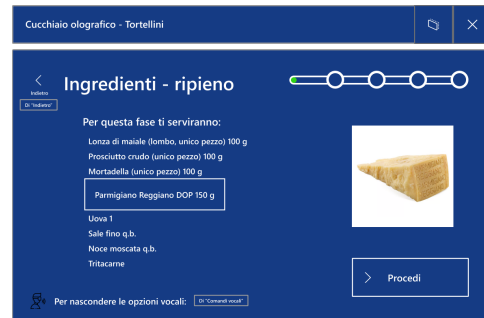 Cucchiaio olografico - Tortellini
Indietro
Di "Indietro"
Ingredienti - ripieno
Per questa fase ti serviranno:
Lonza di maiale (lombo, unico pezzo) 100 g
Prosciutto crudo (unico pezzo) 100 g
Mortadella (unico pezzo) 100 g
Parmigiano Reggiano DOP 150 g
Uova 1
Sale fino q.b.
Noce moscata q.b.
Tritacarne
Procedi
Per nascondere le opzioni vocali:
Di "Comandi vocali"